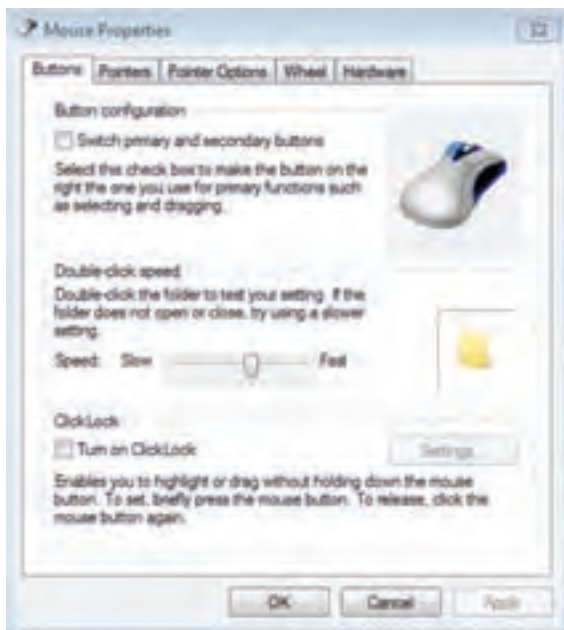 Mouse Properties
Buttons Pointers Pointer Options Wheel Hardware
Button configuration
Switch primary and secondary buttons
Select this check box to make the button on the
right the one you use for primary functions such
as selecting and dragging.
Double-click speed
Double-click the folder to test your setting. If the
folder does not open or close, try using a slower
setting.
Speed: Slow Fast
ClickLock
Turn on ClickLock
Settings...
Enables you to highlight or drag without holding down the mouse
button. To set, briefly press the mouse button. To release, click the
mouse button again.
OK Cancel Apply